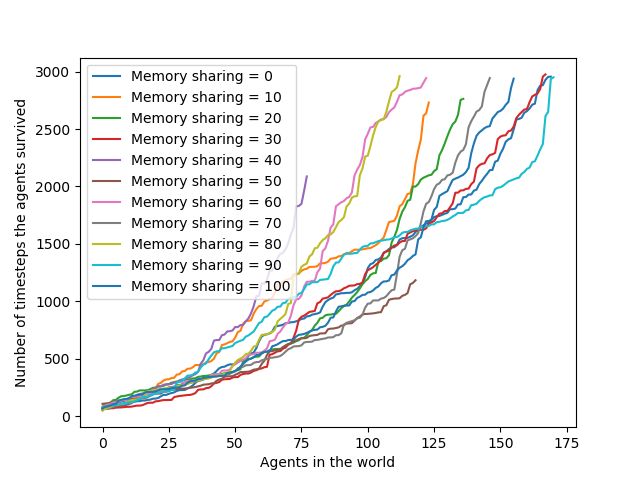 Number of timesteps the agents survived
3000
2500
2000
1500
1000
500
0
Memory sharing = 0
Memory sharing = 10
Memory sharing = 20
Memory sharing = 30
Memory sharing = 40
Memory sharing = 50
Memory sharing = 60
Memory sharing = 70
Memory sharing = 80
Memory sharing = 90
Memory sharing = 100
0 25 50 75 100 125 150 175
Agents in the world